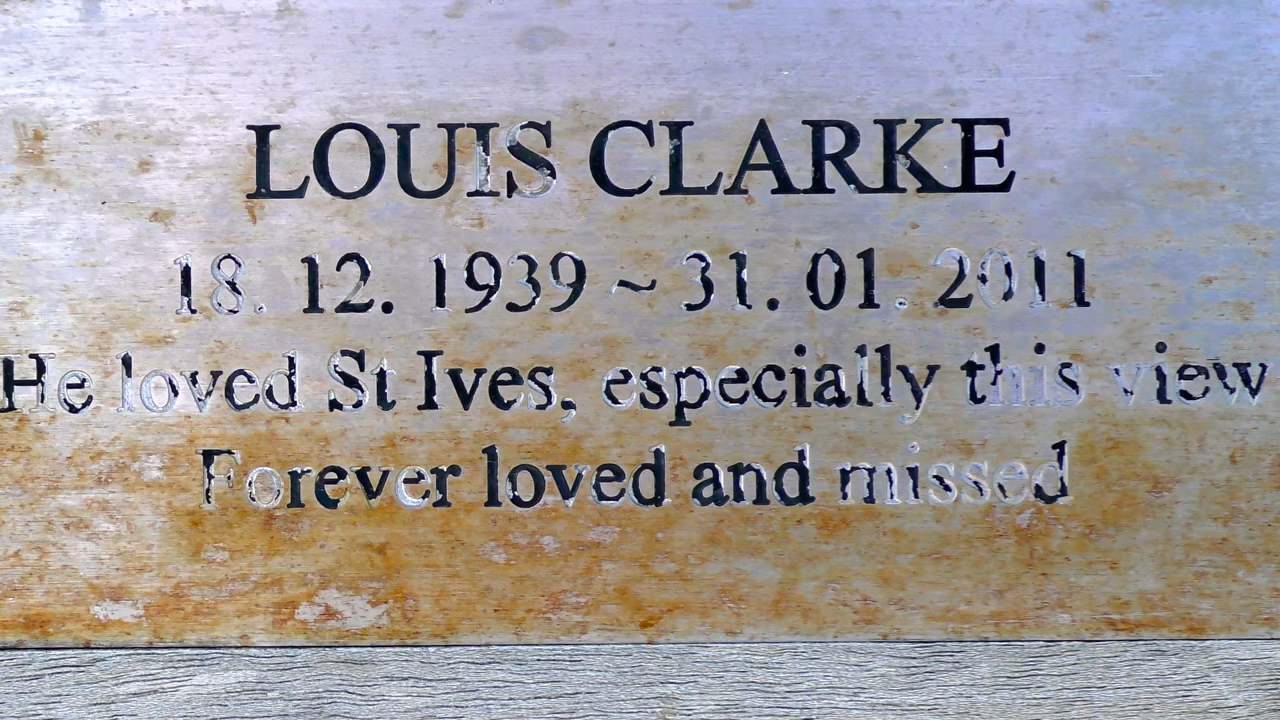 LOUIS CLARKE
18. 12. 1939 ~ 31. 01. 2011
He loved St Ives, especially this view
Forever loved and missed